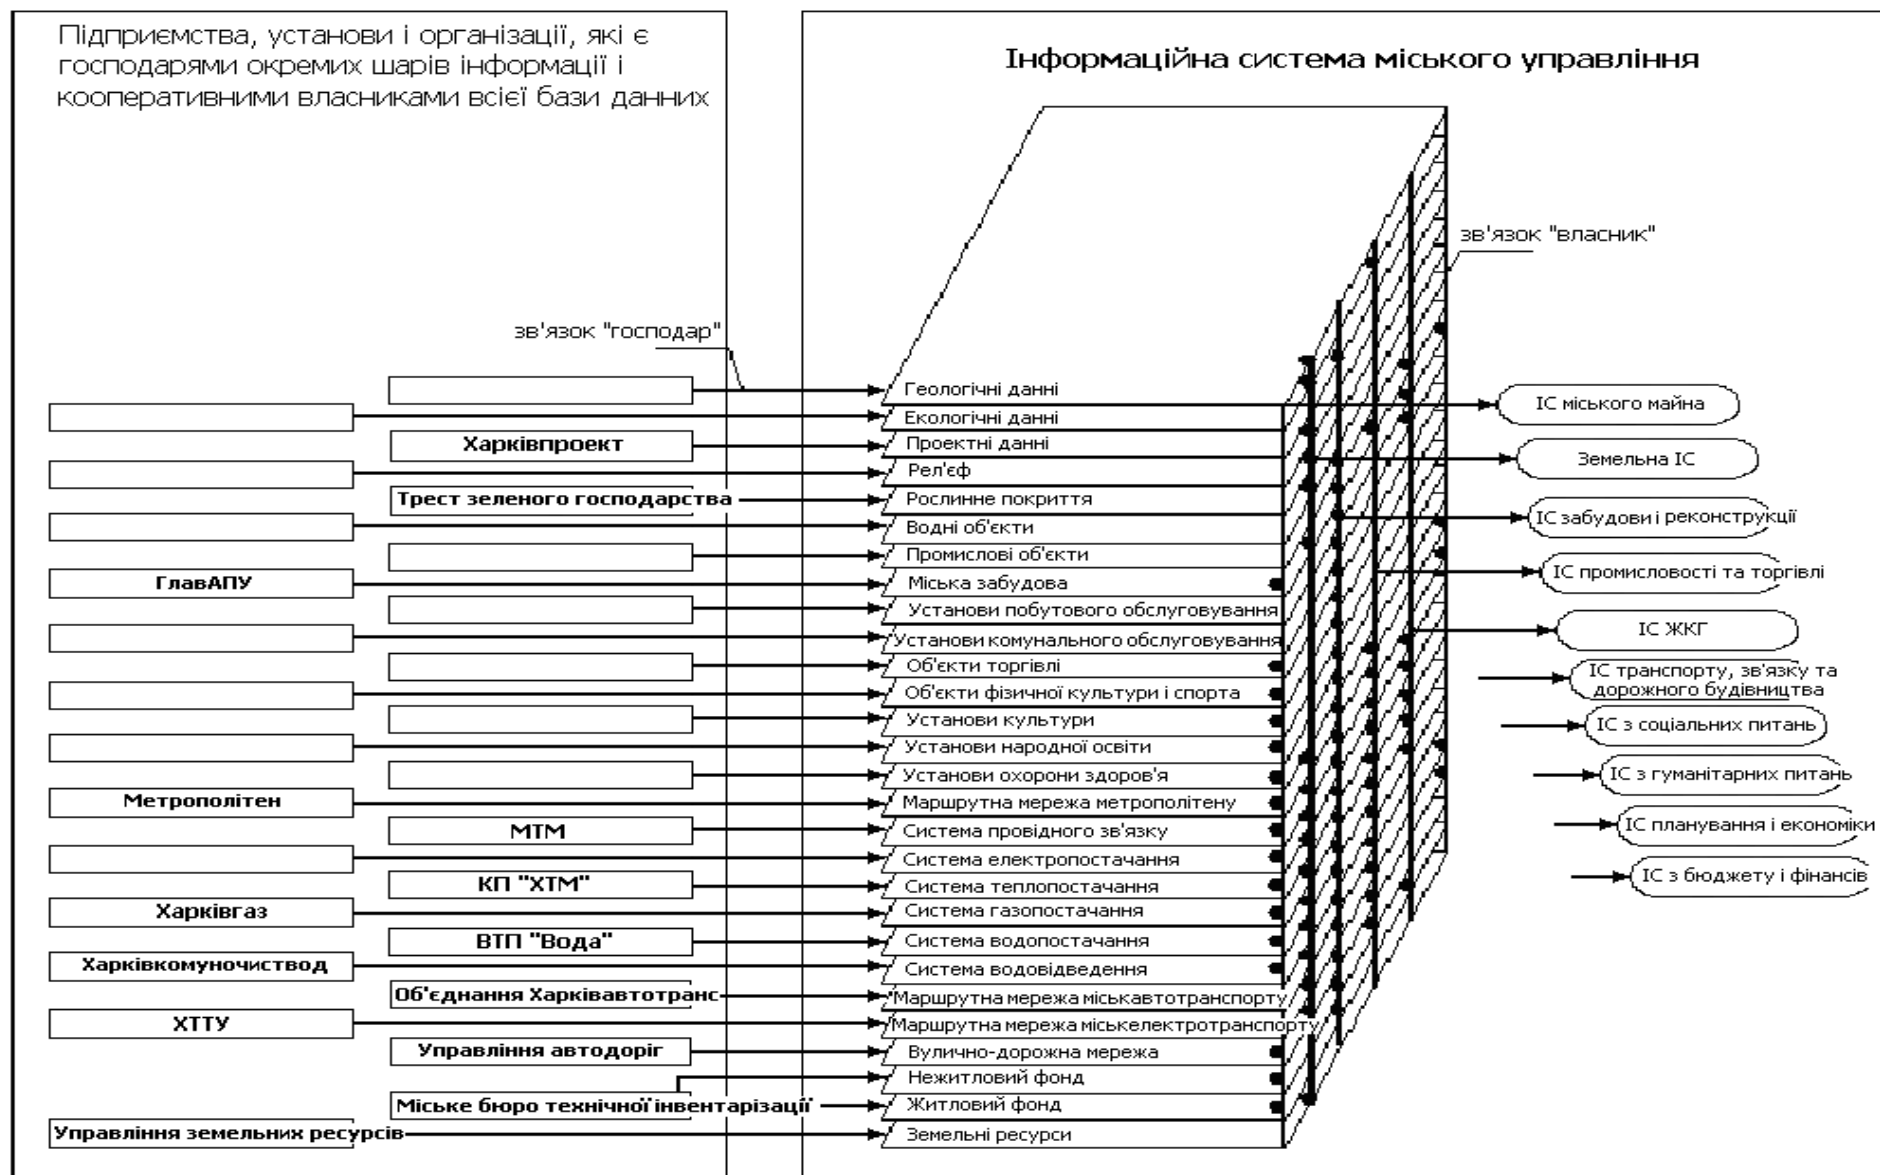 Підприємства, установи і організації, які є
господарями окремих шарів інформації і
кооперативними власниками всієї бази данних
Інформаційна система міського управління
зв'язок "власник"
зв'язок "господар"
Геологічні данні
ІС міського майна
Екологічні данні
Харківпроект
Проектні данні
Земельна ІС
Рел'єф
Трест зеленого господарства
Рослинне покриття
ІС забудови і реконструкції
Водні об'єкти
Промислові об'єкти
ІС промисловості та торгівлі
ГлавАПУ
Міська забудова
Установи побутового обслуговування
ІС ЖКГ
Установи комунального обслуговування
Об'єкти торгівлі
ІС транспорту, зв'язку та
дорожного будівництва
Об'єкти фізичної культури і спорта
Установи культури
ІС з соціальних питань
Установи народної освіти
Установи охорони здоров'я
ІС з гуманітарних питань
Метрополітен
Маршрутна мережа метрополітену
МТМ
Система провідного зв'язку
ІС планування і економіки
Система електропостачання
КП "ХТМ"
Система теплопостачання
ІС з бюджету і фінансів
Харківгаз
Система газопостачання
ВТП "Вода"
Система водопостачання
Харківкомуночиствод
Система водовідведення
Об'єднання Харківавтотранс
Маршрутна мережа міськавтотранспорту
ХТТУ
Маршрутна мережа міськелектротранспорту
Управління автодоріг
Вулично-дорожна мережа
Нежитловий фонд
Міське бюро технічної інвентарізації
Житловий фонд
Управління земельних ресурсів
Земельні ресурси